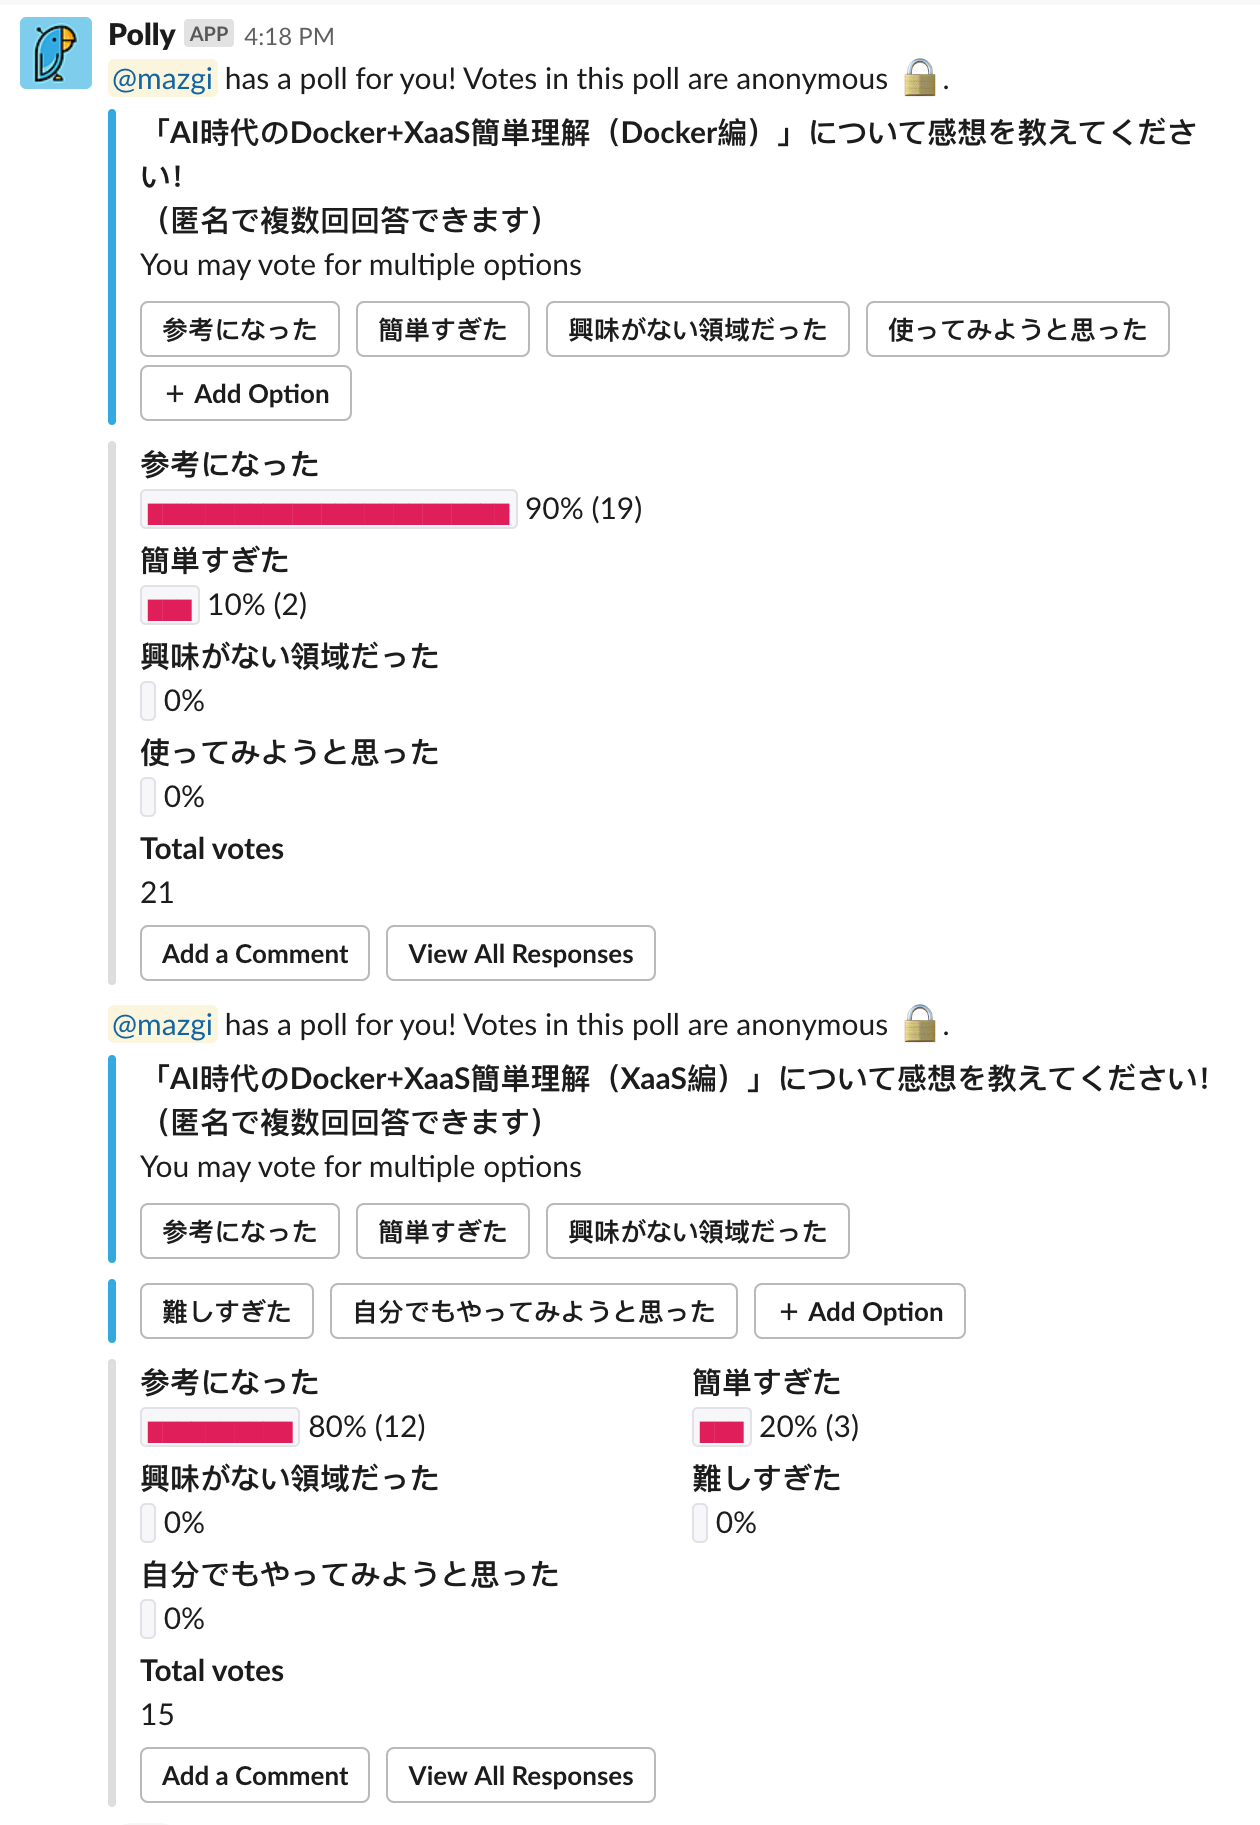 Polly APP 4:18 PM
@mazgi has a poll for you! Votes in this poll are anonymous 🔒.
「AI時代のDocker+XaaS簡単理解（Docker編）」について感想を教えてくださ
い!
（匿名で複数回回答できます）
You may vote for multiple options
参考になった 簡単すぎた 興味がない領域だった 使ってみようと思った
+ Add Option
参考になった
90% (19)
簡単すぎた
10% (2)
興味がない領域だった
0%
使ってみようと思った
0%
Total votes
21
Add a Comment View All Responses
@mazgi has a poll for you! Votes in this poll are anonymous 🔒.
「AI時代のDocker+XaaS簡単理解（XaaS編）」について感想を教えてください!
（匿名で複数回回答できます）
You may vote for multiple options
参考になった 簡単すぎた 興味がない領域だった
難しすぎた 自分でもやってみようと思った + Add Option
参考になった 簡単すぎた
80% (12) 20% (3)
興味がない領域だった 難しすぎた
0% 0%
自分でもやってみようと思った
0%
Total votes
15
Add a Comment View All Responses